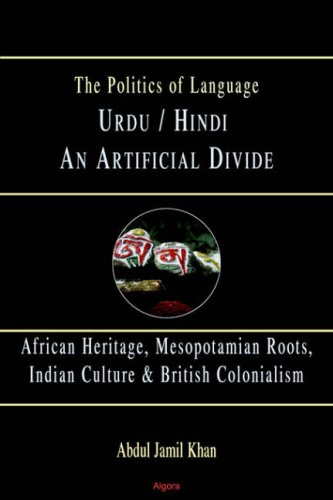 The Politics of Language
URDU / HINDI
AN ARTIFICIAL DIVIDE
African Heritage, Mesopotamian Roots,
Indian Culture & British Colonialism
Abdul Jamil Khan
Algora